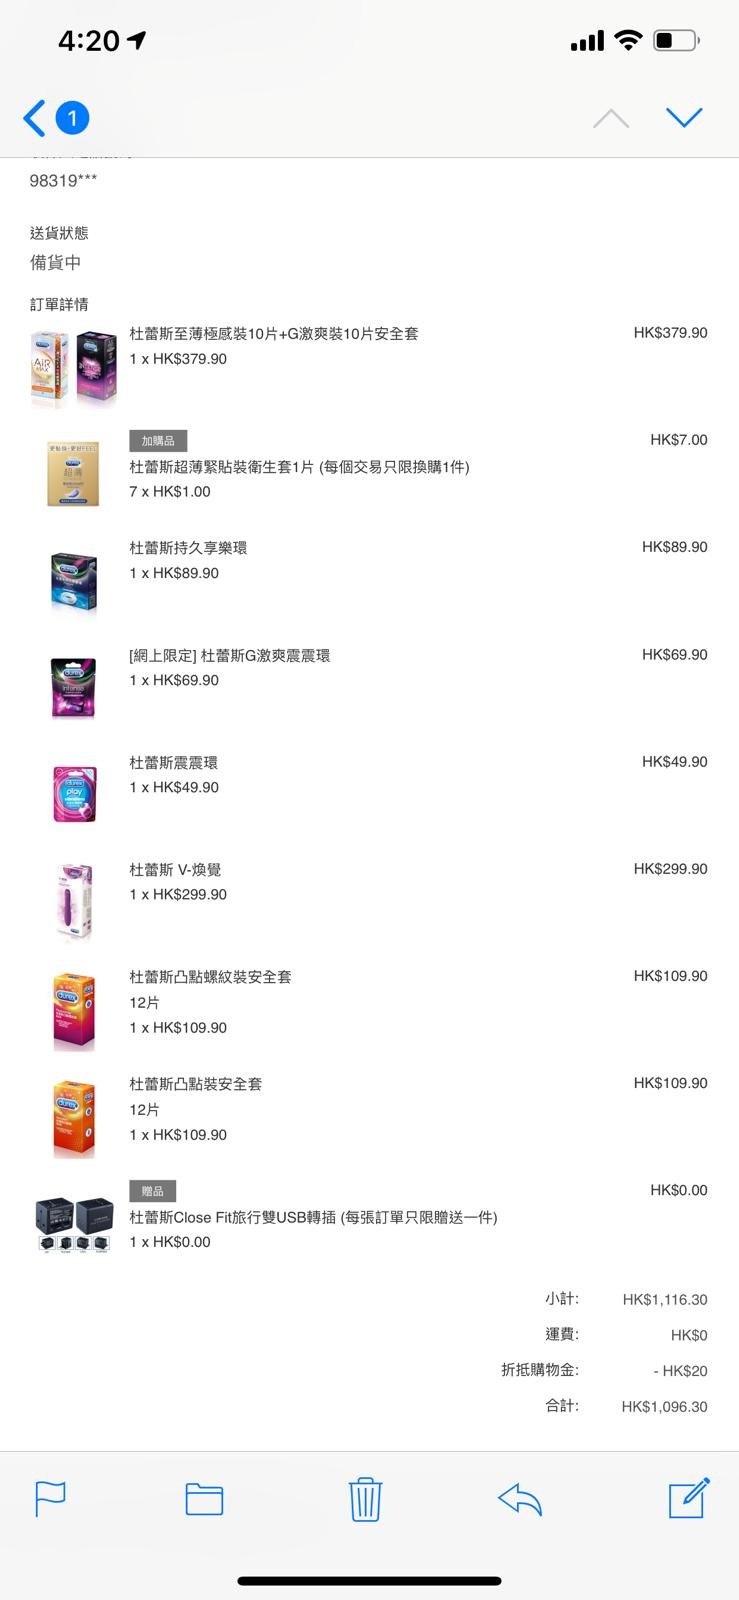 4:20
1
98319***
送貨狀態
備貨中
訂單詳情
杜蕾斯至薄極感裝10片+G激爽裝10片安全套
HK$379.90
1 x HK$379.90
加購品
HK$7.00
杜蕾斯超薄緊貼裝衛生套1片 (每個交易只限換購1件)
7 x HK$1.00
杜蕾斯持久享樂環
HK$89.90
1 x HK$89.90
[網上限定] 杜蕾斯G激爽震震環
HK$69.90
1 x HK$69.90
杜蕾斯震震環
HK$49.90
1 x HK$49.90
杜蕾斯 V-煥覺
HK$299.90
1 x HK$299.90
杜蕾斯凸點螺紋裝安全套
HK$109.90
12片
1 x HK$109.90
杜蕾斯凸點裝安全套
HK$109.90
12片
1 x HK$109.90
贈品
HK$0.00
杜蕾斯Close Fit旅行雙USB轉插 (每張訂單只限贈送一件)
1 x HK$0.00
小計: HK$1,116.30
運費: HK$0
折抵購物金: - HK$20
合計: HK$1,096.30